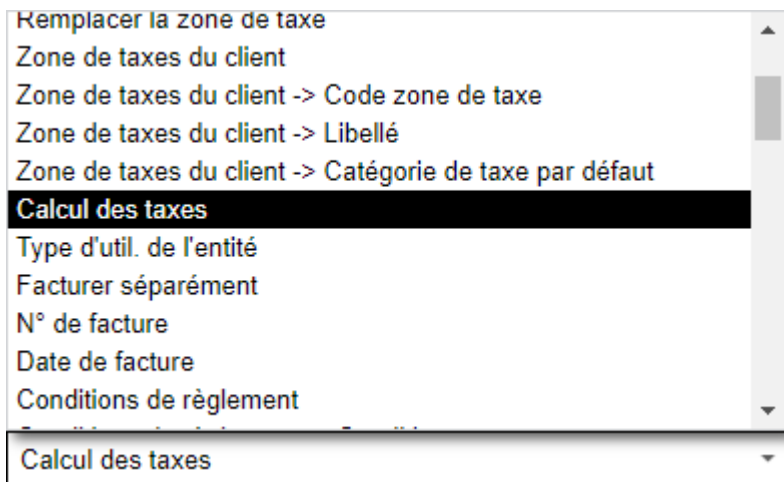 Remplacer la zone de taxe
Zone de taxes du client
Zone de taxes du client -> Code zone de taxe
Zone de taxes du client -> Libellé
Zone de taxes du client -> Catégorie de taxe par défaut
Calcul des taxes
Type d'util. de l'entité
Facturer séparément
N° de facture
Date de facture
Conditions de règlement
Calcul des taxes